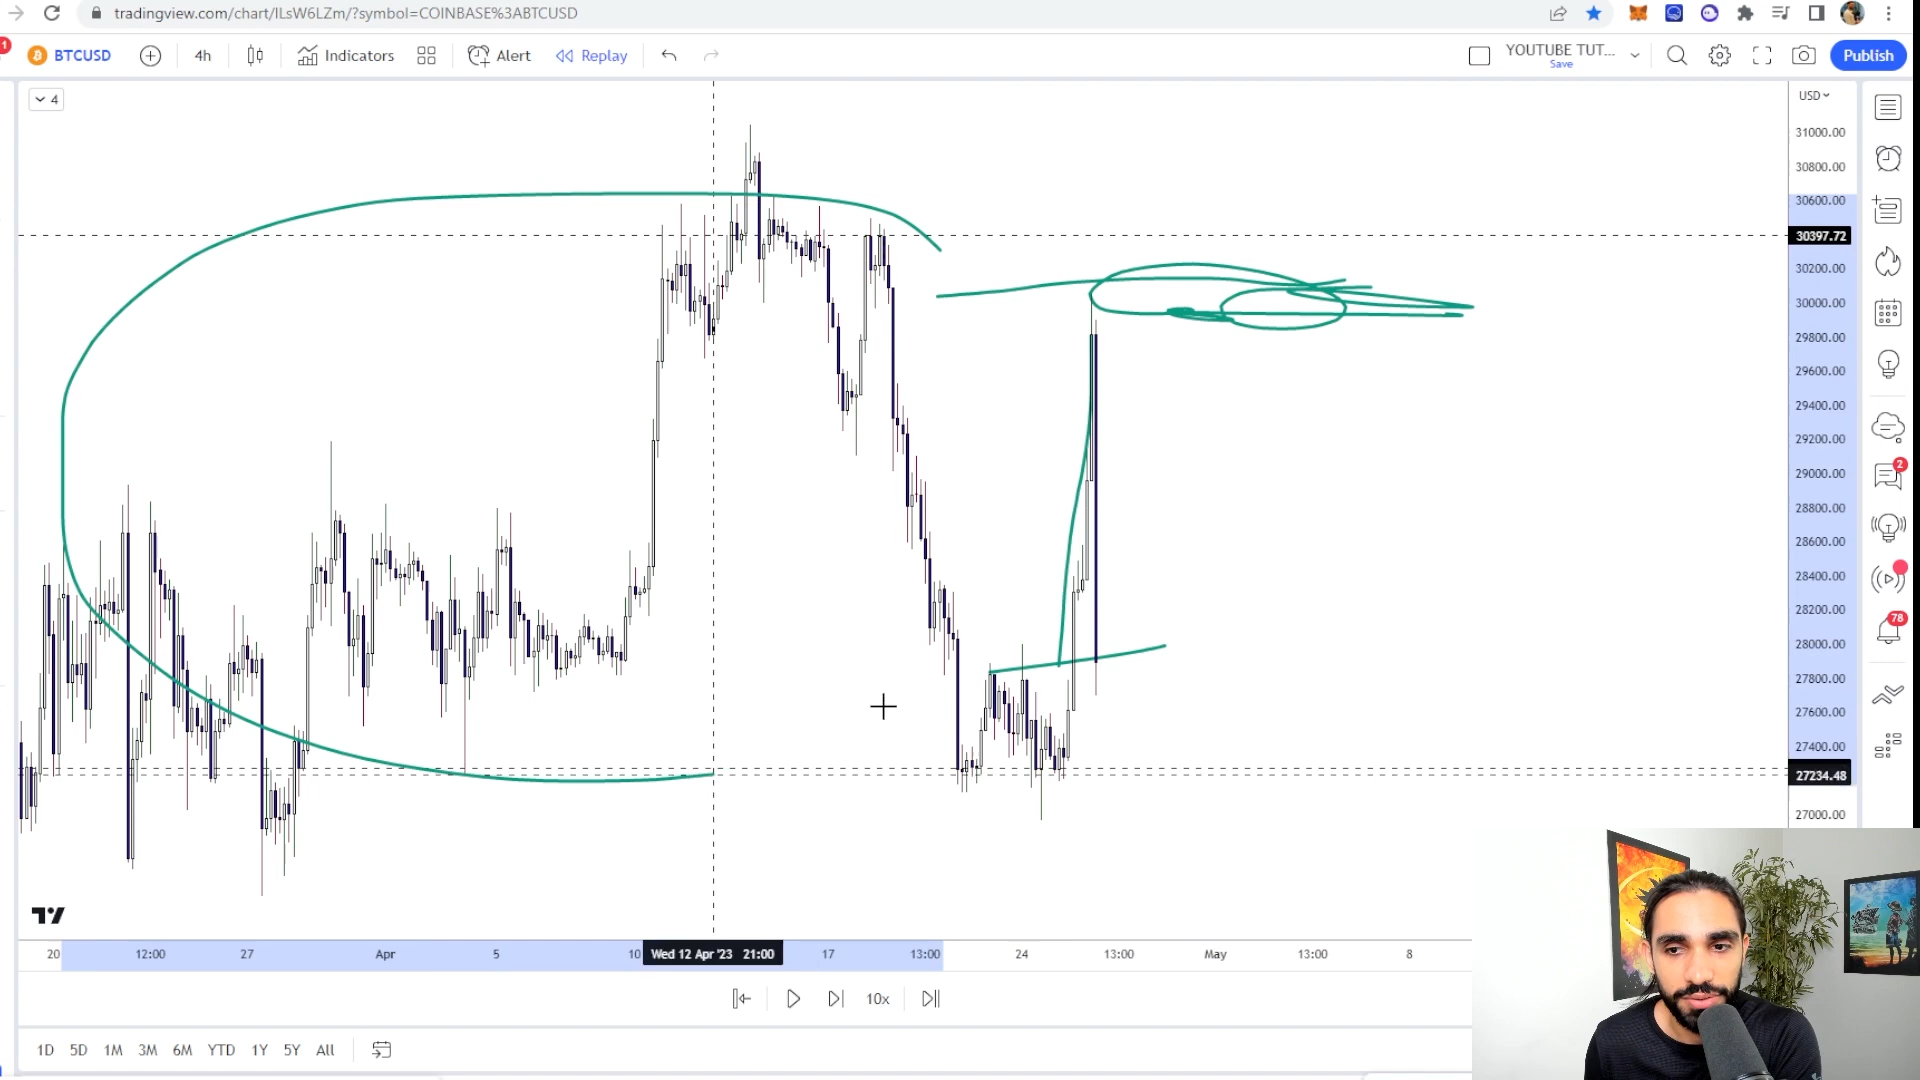 tradingview.com/chart/lLsW6LZm/?symbol=COINBASE%3ABTCUSD
1
BTCUSD
4h
Indicators
Alert
Replay
YOUTUBE TUT...
Save
Publish
4
USD
31000.00
30800.00
30600.00
30397.72
30200.00
30000.00
29800.00
29600.00
29400.00
29200.00
29000.00
28800.00
28600.00
28400.00
28200.00
28000.00
27800.00
27600.00
27400.00
27234.48
27000.00
2
78
20
12:00
27
Apr
5
10
Wed 12 Apr '23 21:00
17
13:00
24
13:00
May
13:00
8
10x
1D 5D 1M 3M 6M YTD 1Y 5Y All